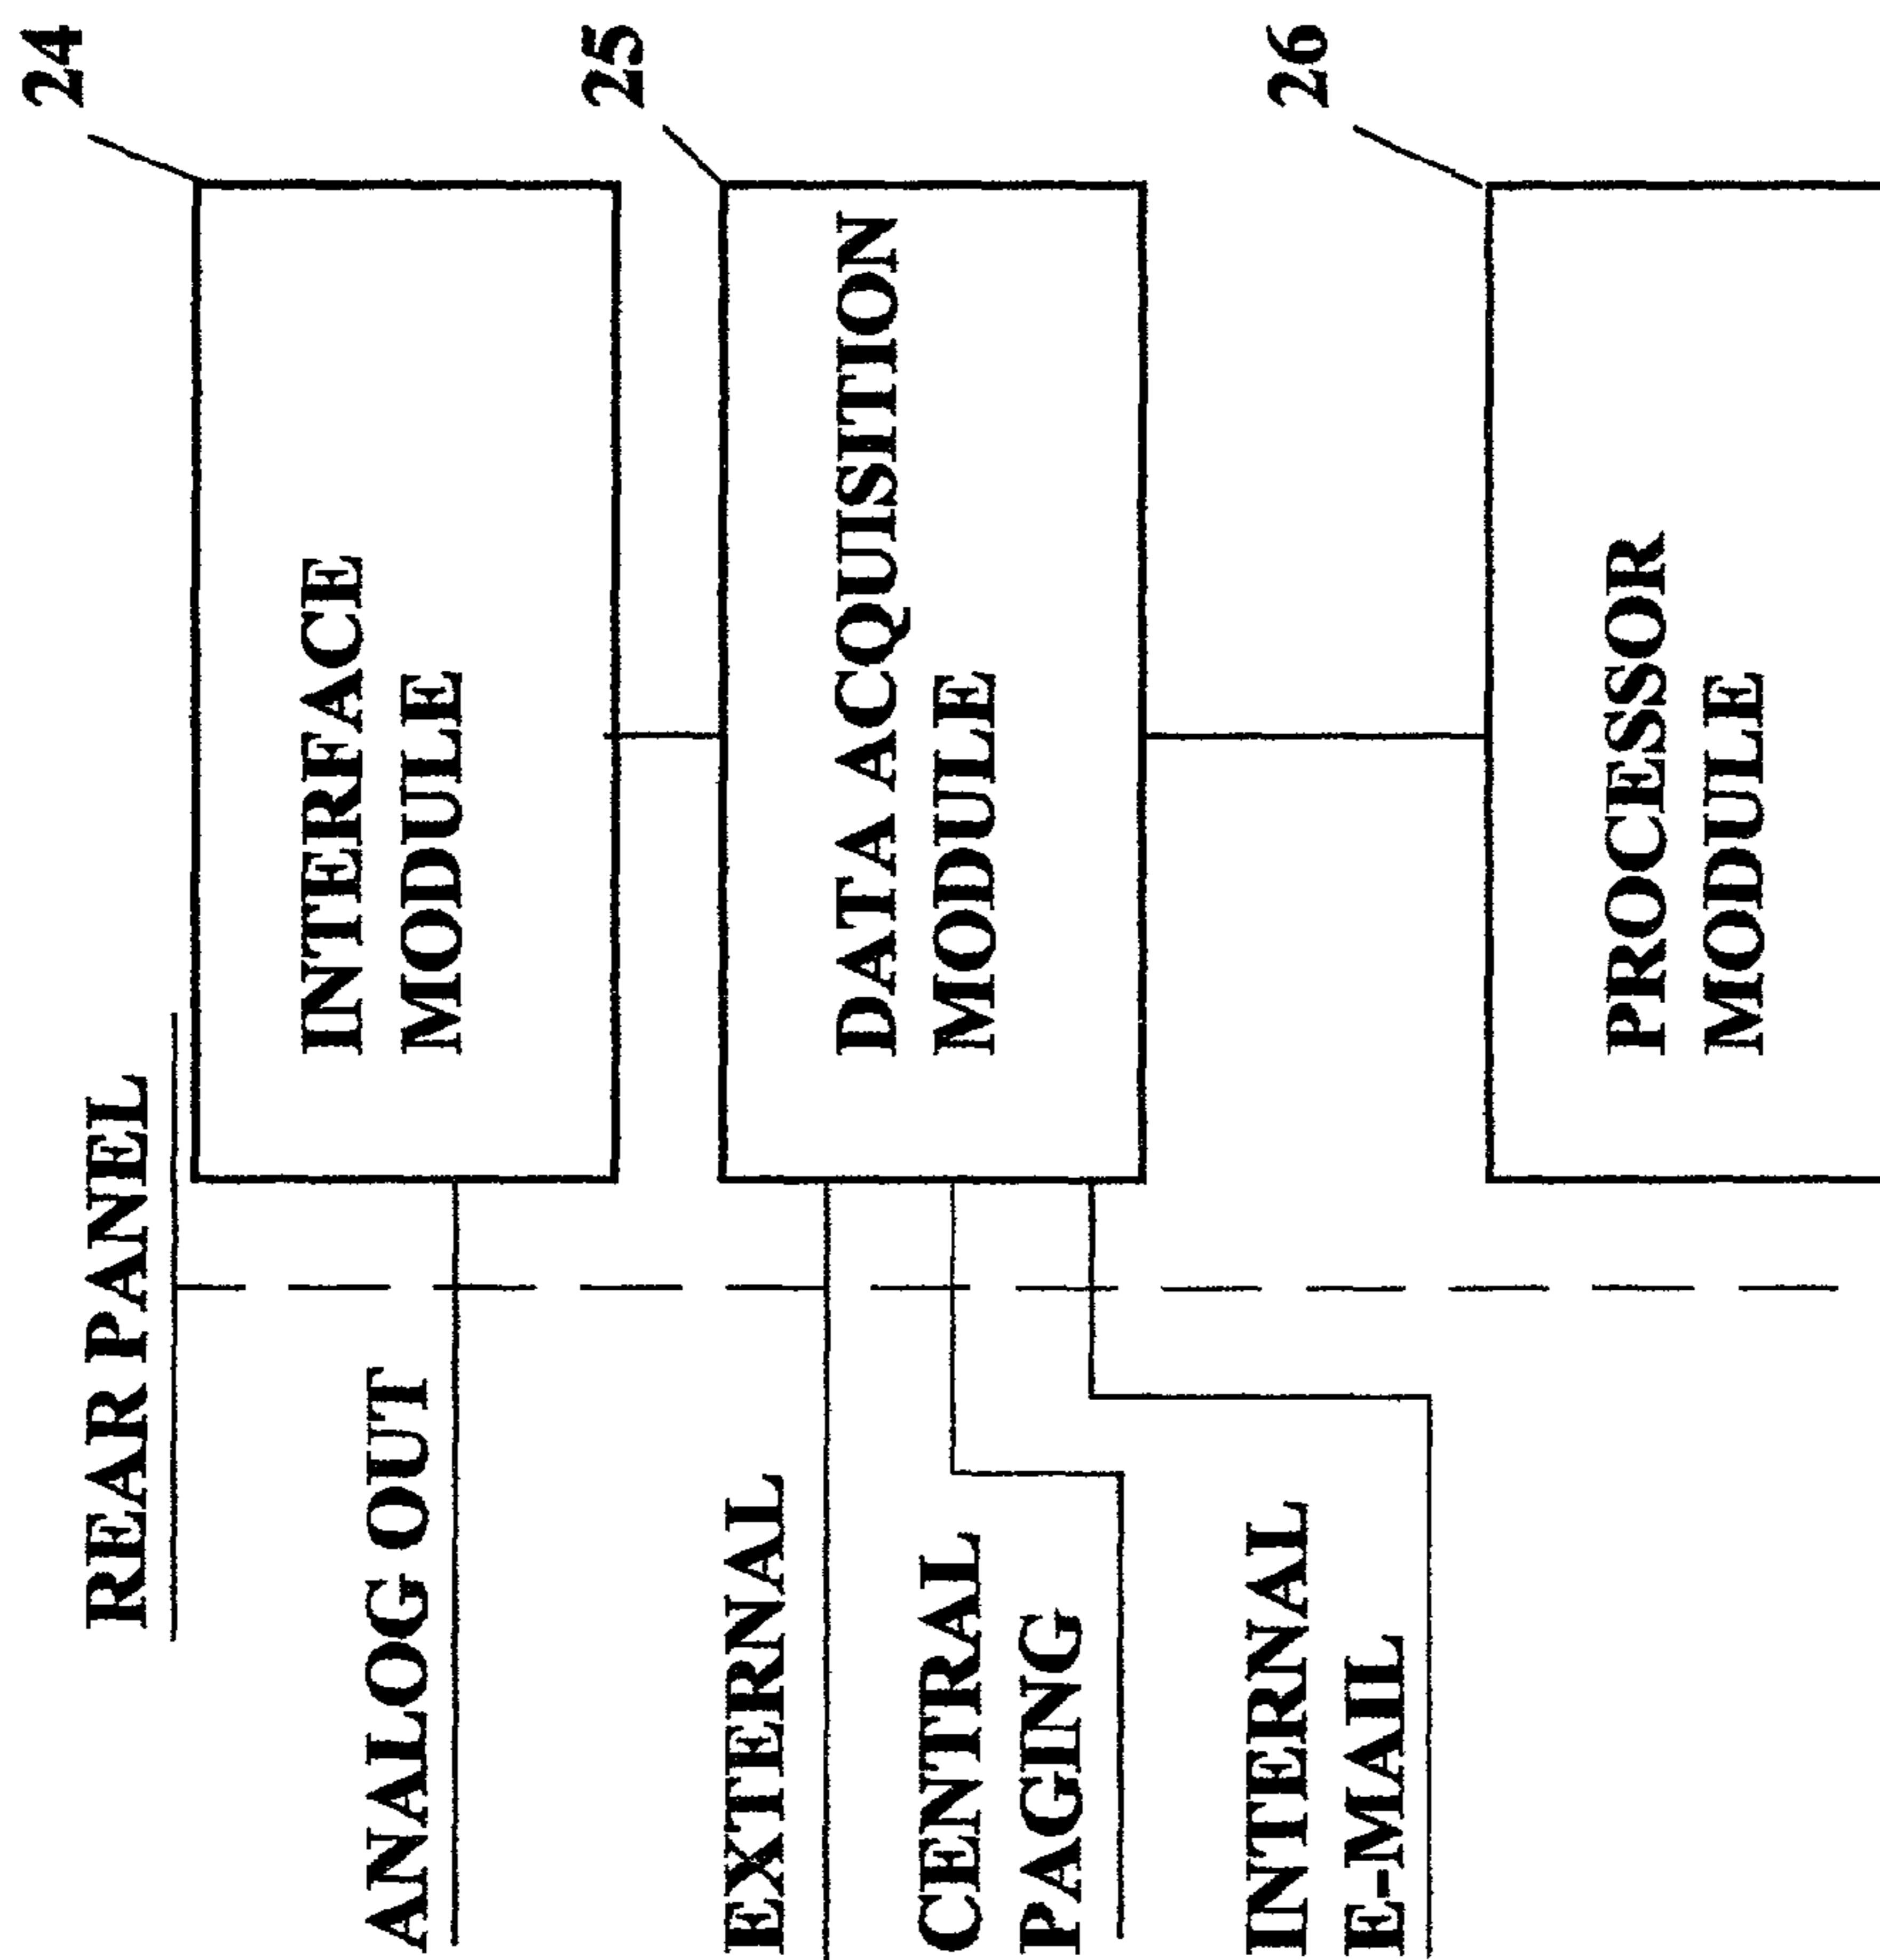 REAR PANEL
24
INTERFACE
MODULE
ANALOG OUT
25
DATA ACQUISITION
MODULE
EXTERNAL
CENTRAL
PAGING
INTERNAL
E-MAIL
26
PROCESSOR
MODULE